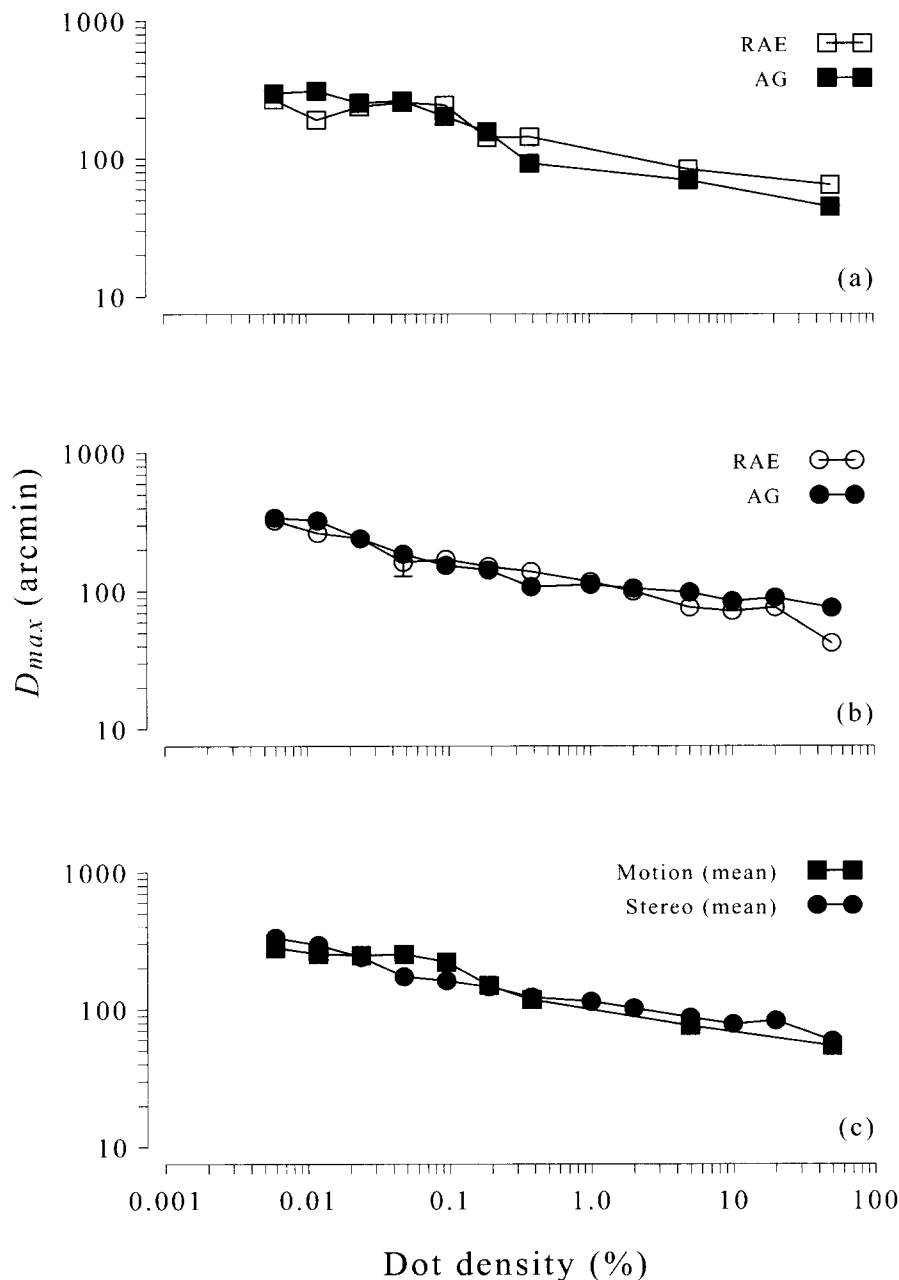 1000
100
10
RAE
AG
(a)
1000
100
10
RAE
AG
(b)
Dmax (arcmin)
1000
100
10
Motion (mean)
Stereo (mean)
(c)
0.001 0.01 0.1 1.0 10 100
Dot density (%)